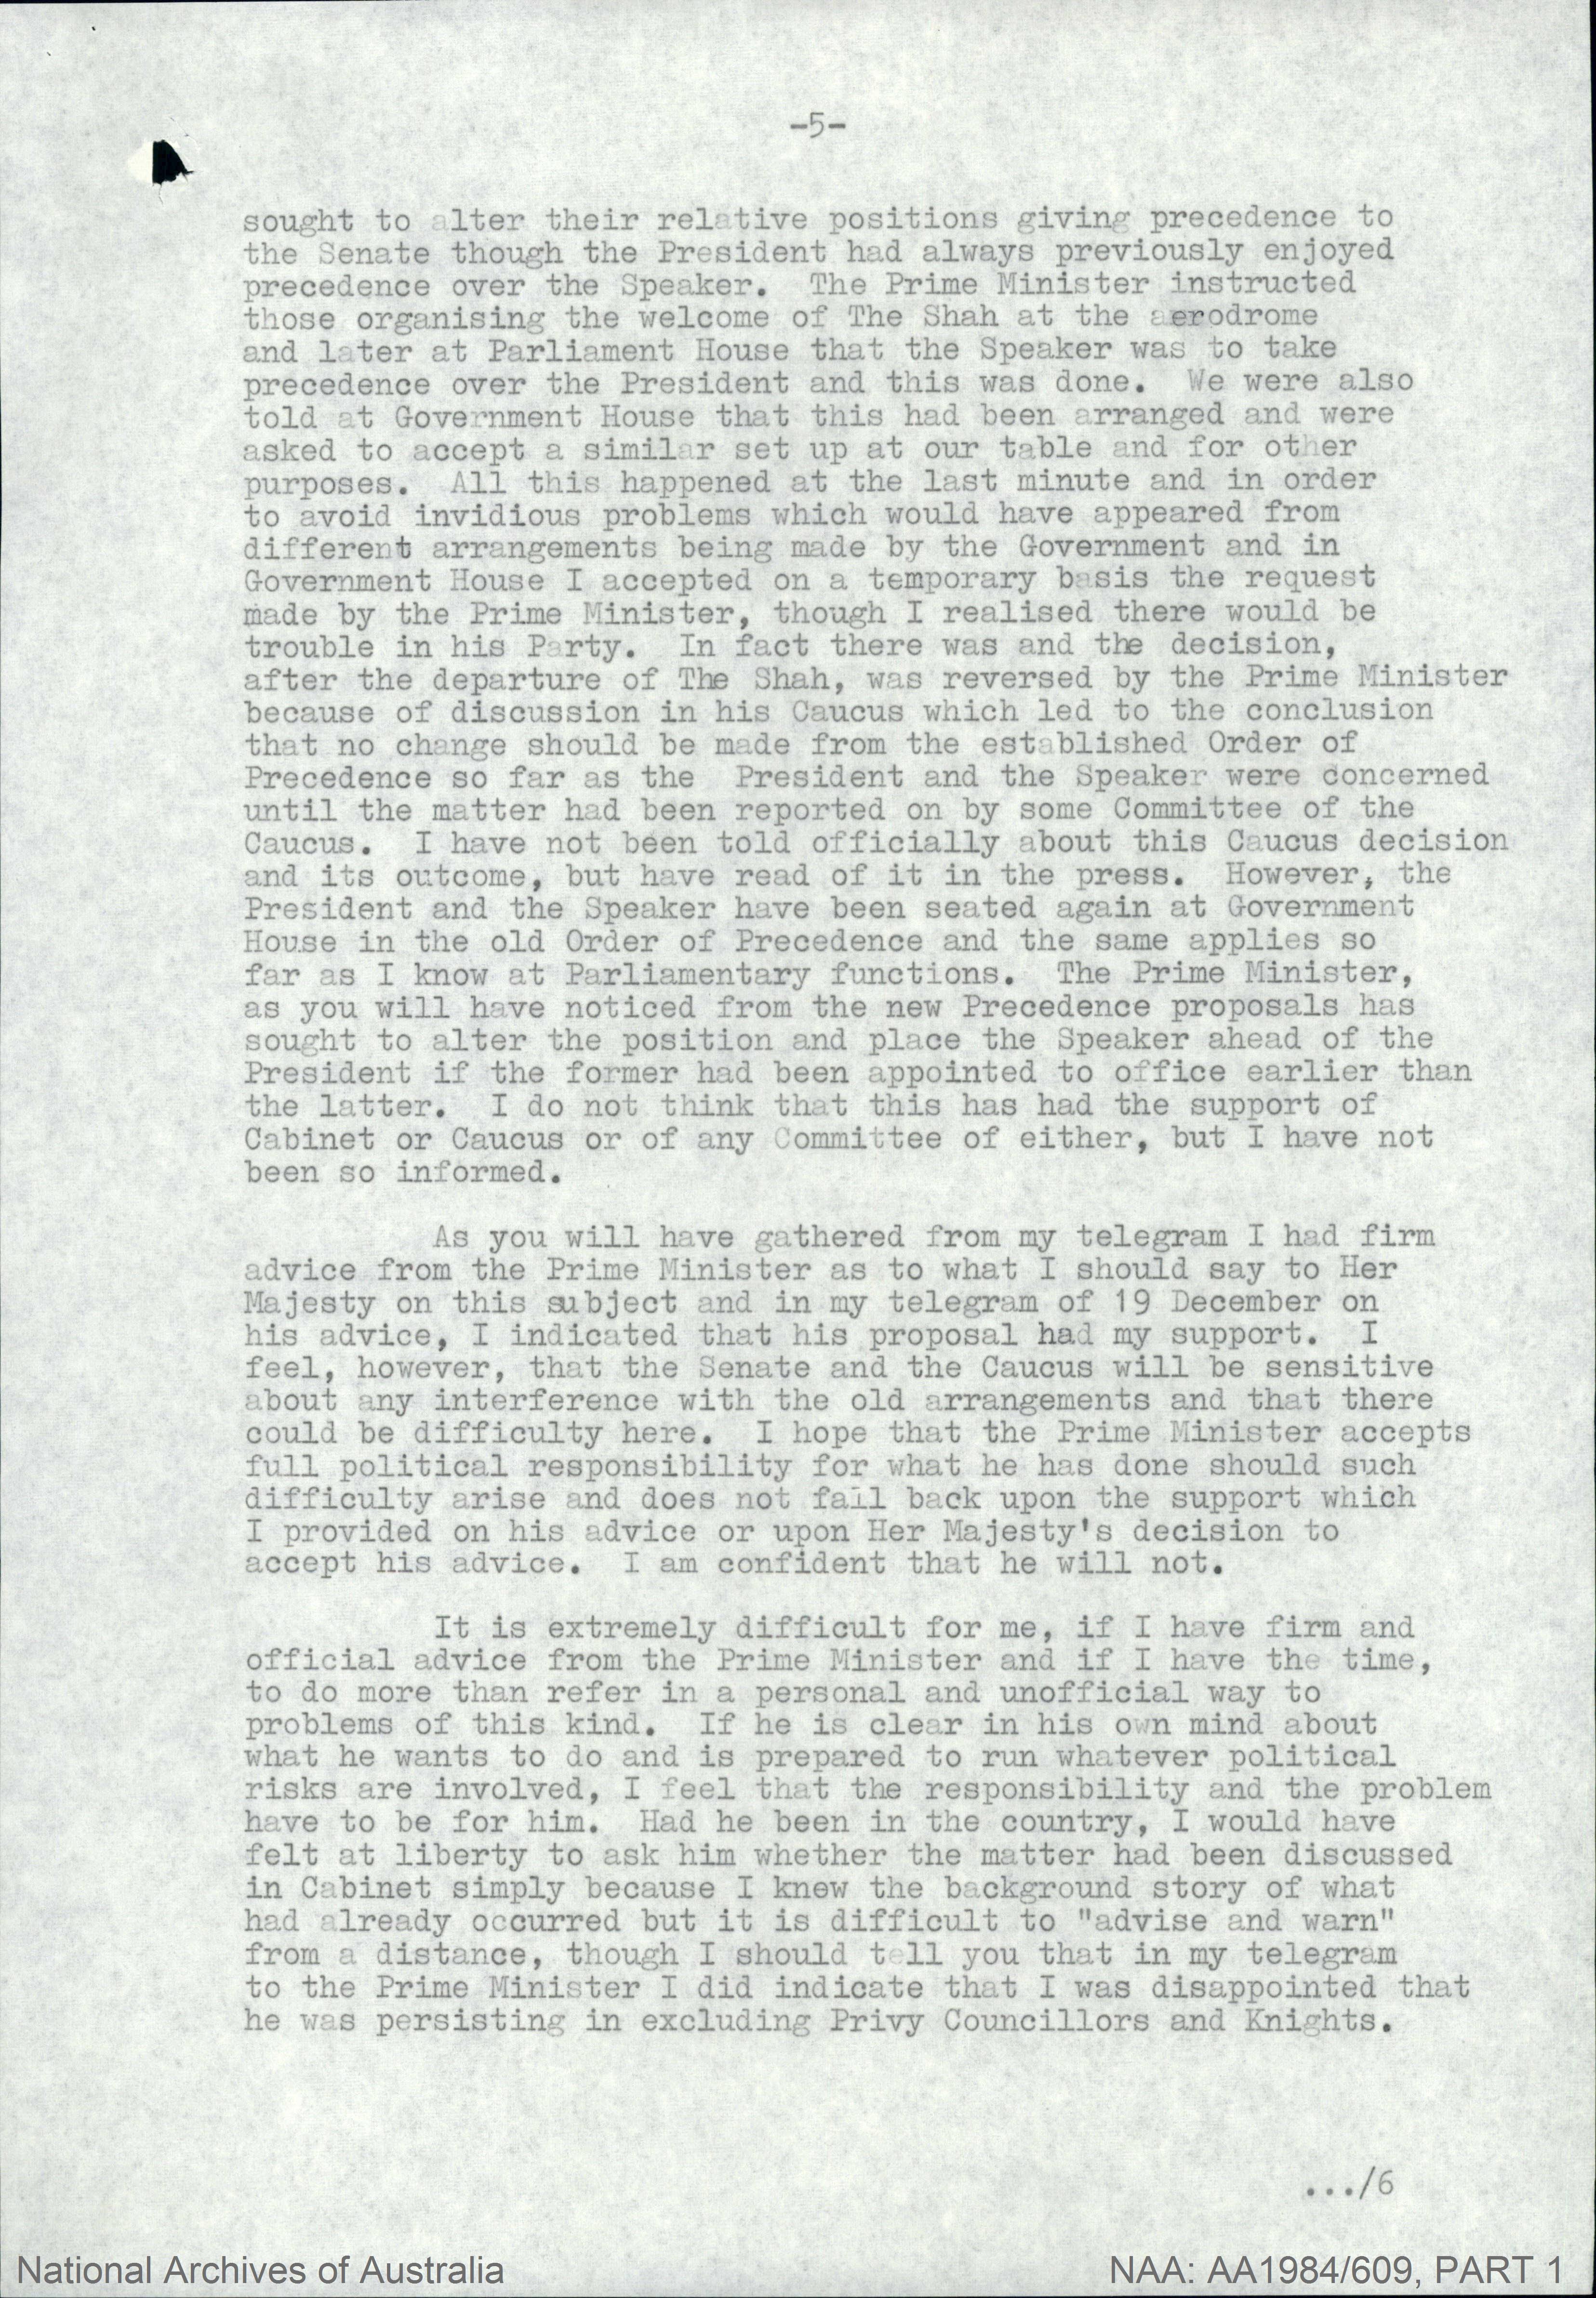 -5-
sought to alter their relative positions giving precedence to
the Senate though the President had always previously enjoyed
precedence over the Speaker. The Prime Minister instructed
those organising the welcome of The Shah at the aerodrome
and later at Parliament House that the Speaker was to take
precedence over the President and this was done. We were also
told at Government House that this had been arranged and were
asked to accept a similar set up at our table and for other
purposes. All this happened at the last minute and in order
to avoid invidious problems which would have appeared from
different arrangements being made by the Government and in
Government House I accepted on a temporary basis the request
made by the Prime Minister, though I realised there would be
trouble in his Party. In fact there was and the decision,
after the departure of The Shah, was reversed by the Prime Minister
because of discussion in his Caucus which led to the conclusion
that no change should be made from the established Order of
Precedence so far as the President and the Speaker were concerned
until the matter had been reported on by some Committee of the
Caucus. I have not been told officially about this Caucus decision
and its outcome, but have read of it in the press. However, the
President and the Speaker have been seated again at Government
House in the old Order of Precedence and the same applies so
far as I know at Parliamentary functions. The Prime Minister,
as you will have noticed from the new Precedence proposals has
sought to alter the position and place the Speaker ahead of the
President if the former had been appointed to office earlier than
the latter. I do not think that this has had the support of
Cabinet or Caucus or of any Committee of either, but I have not
been so informed.
As you will have gathered from my telegram I had firm
advice from the Prime Minister as to what I should say to Her
Majesty on this subject and in my telegram of 19 December on
his advice, I indicated that his proposal had my support. I
feel, however, that the Senate and the Caucus will be sensitive
about any interference with the old arrangements and that there
could be difficulty here. I hope that the Prime Minister accepts
full political responsibility for what he has done should such
difficulty arise and does not fall back upon the support which
I provided on his advice or upon Her Majesty's decision to
accept his advice. I am confident that he will not.
It is extremely difficult for me, if I have firm and
official advice from the Prime Minister and if I have the time,
to do more than refer in a personal and unofficial way to
problems of this kind. If he is clear in his own mind about
what he wants to do and is prepared to run whatever political
risks are involved, I feel that the responsibility and the problem
have to be for him. Had he been in the country, I would have
felt at liberty to ask him whether the matter had been discussed
in Cabinet simply because I knew the background story of what
had already occurred but it is difficult to "advise and warn"
from a distance, though I should tell you that in my telegram
to the Prime Minister I did indicate that I was disappointed that
he was persisting in excluding Privy Councillors and Knights.
.../6
National Archives of Australia
NAA: AA1984/609, PART 1